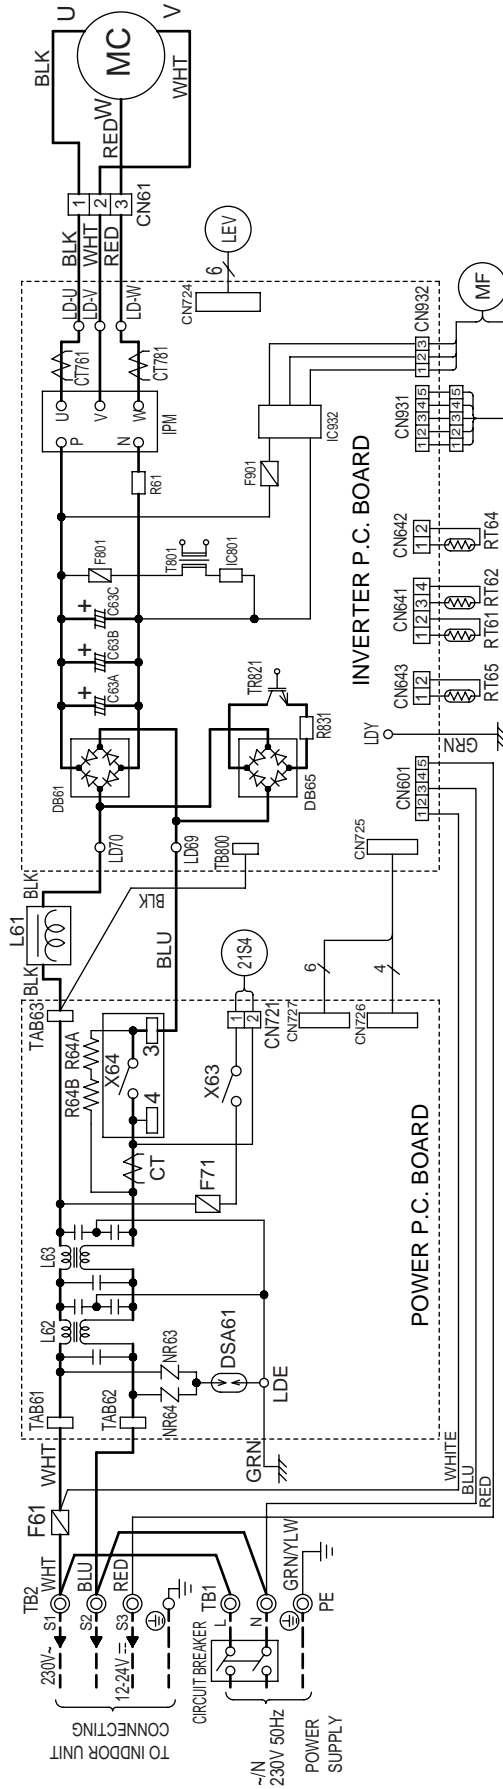 TO INDDOR UNIT
CONNECTING
230V~
12-24V
TB2
S1
S2
S3
WHT
BLU
RED
F61
WHT
~/N
230V 50Hz
POWER
SUPPLY
CIRCUIT BREAKER
TB1
L
N
PE
GRN/YLW
WHITE
BLU
RED
TAB61
TAB62
NR64
NR63
DSA61
LDE
GRN
L62
L63
F71
CT
R64B
R64A
X64
4
3
X63
1
2
CN721
21S4
CN727
CN726
6
4
CN725
POWER P.C. BOARD
TAB63
BLK
L61
BLK
BLK
BLU
LD70
LD69
TB800
DB61
DB65
TR821
R831
C63A
C63B
C63C
+
+
+
F801
T801
IC801
R61
F901
IC932
P
N
U
V
W
IPM
CT761
CT781
LD-U
LD-V
LD-W
BLK
WHT
RED
1
2
3
CN61
BLK
RED
WHT
U
V
W
MC
CN724
6
LEV
INVERTER P.C. BOARD
LDY
GRN
CN601
1 2 3 4 5
CN643
1 2
RT65
CN641
1 2 3 4
RT61 RT62
CN642
1 2
RT64
CN931
1 2 3 4 5
1 2 3 4 5
CN932
1 2 3
MF